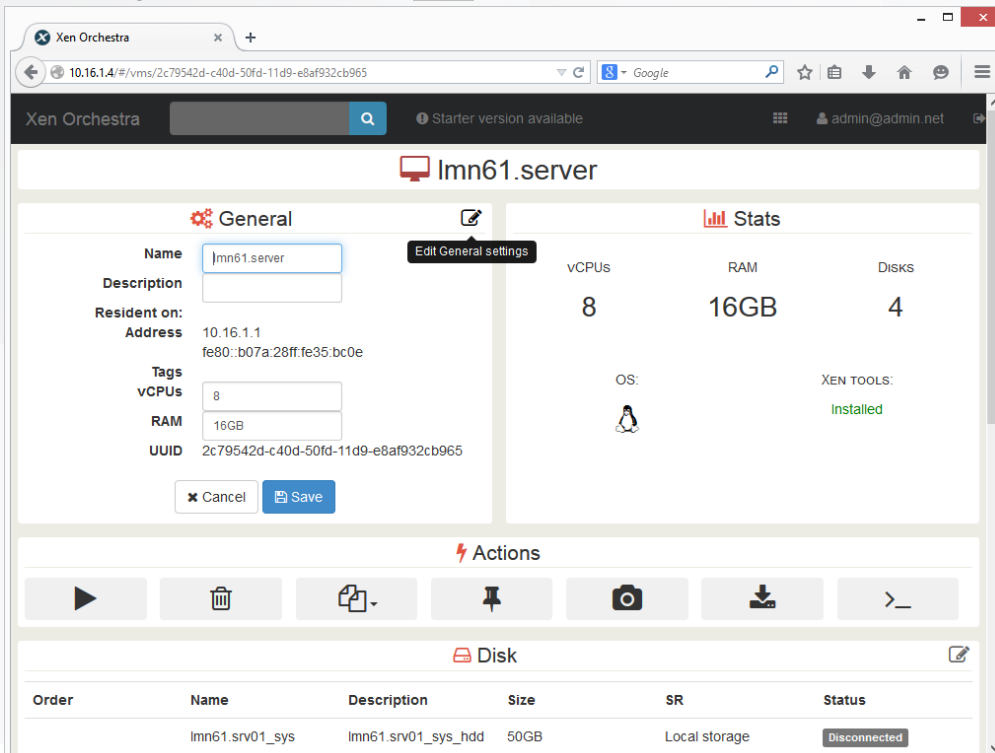 Xen Orchestra
10.16.1.4/#/vms/2c79542d-c40d-50fd-11d9-e8af932cb965
Google
Xen Orchestra
Starter version available
admin@admin.net
lmn61.server
General
Edit General settings
Name lmn61.server
Description
Resident on:
Address 10.16.1.1
fe80::b07a:28ff:fe35:bc0e
Tags
vCPUs 8
RAM 16GB
UUID 2c79542d-c40d-50fd-11d9-e8af932cb965
Cancel Save
Stats
vCPUs RAM Disks
8 16GB 4
OS: Xen tools:
Installed
Actions
Disk
Order Name Description Size SR Status
lmn61.srv01_sys lmn61.srv01_sys_hdd 50GB Local storage Disconnected